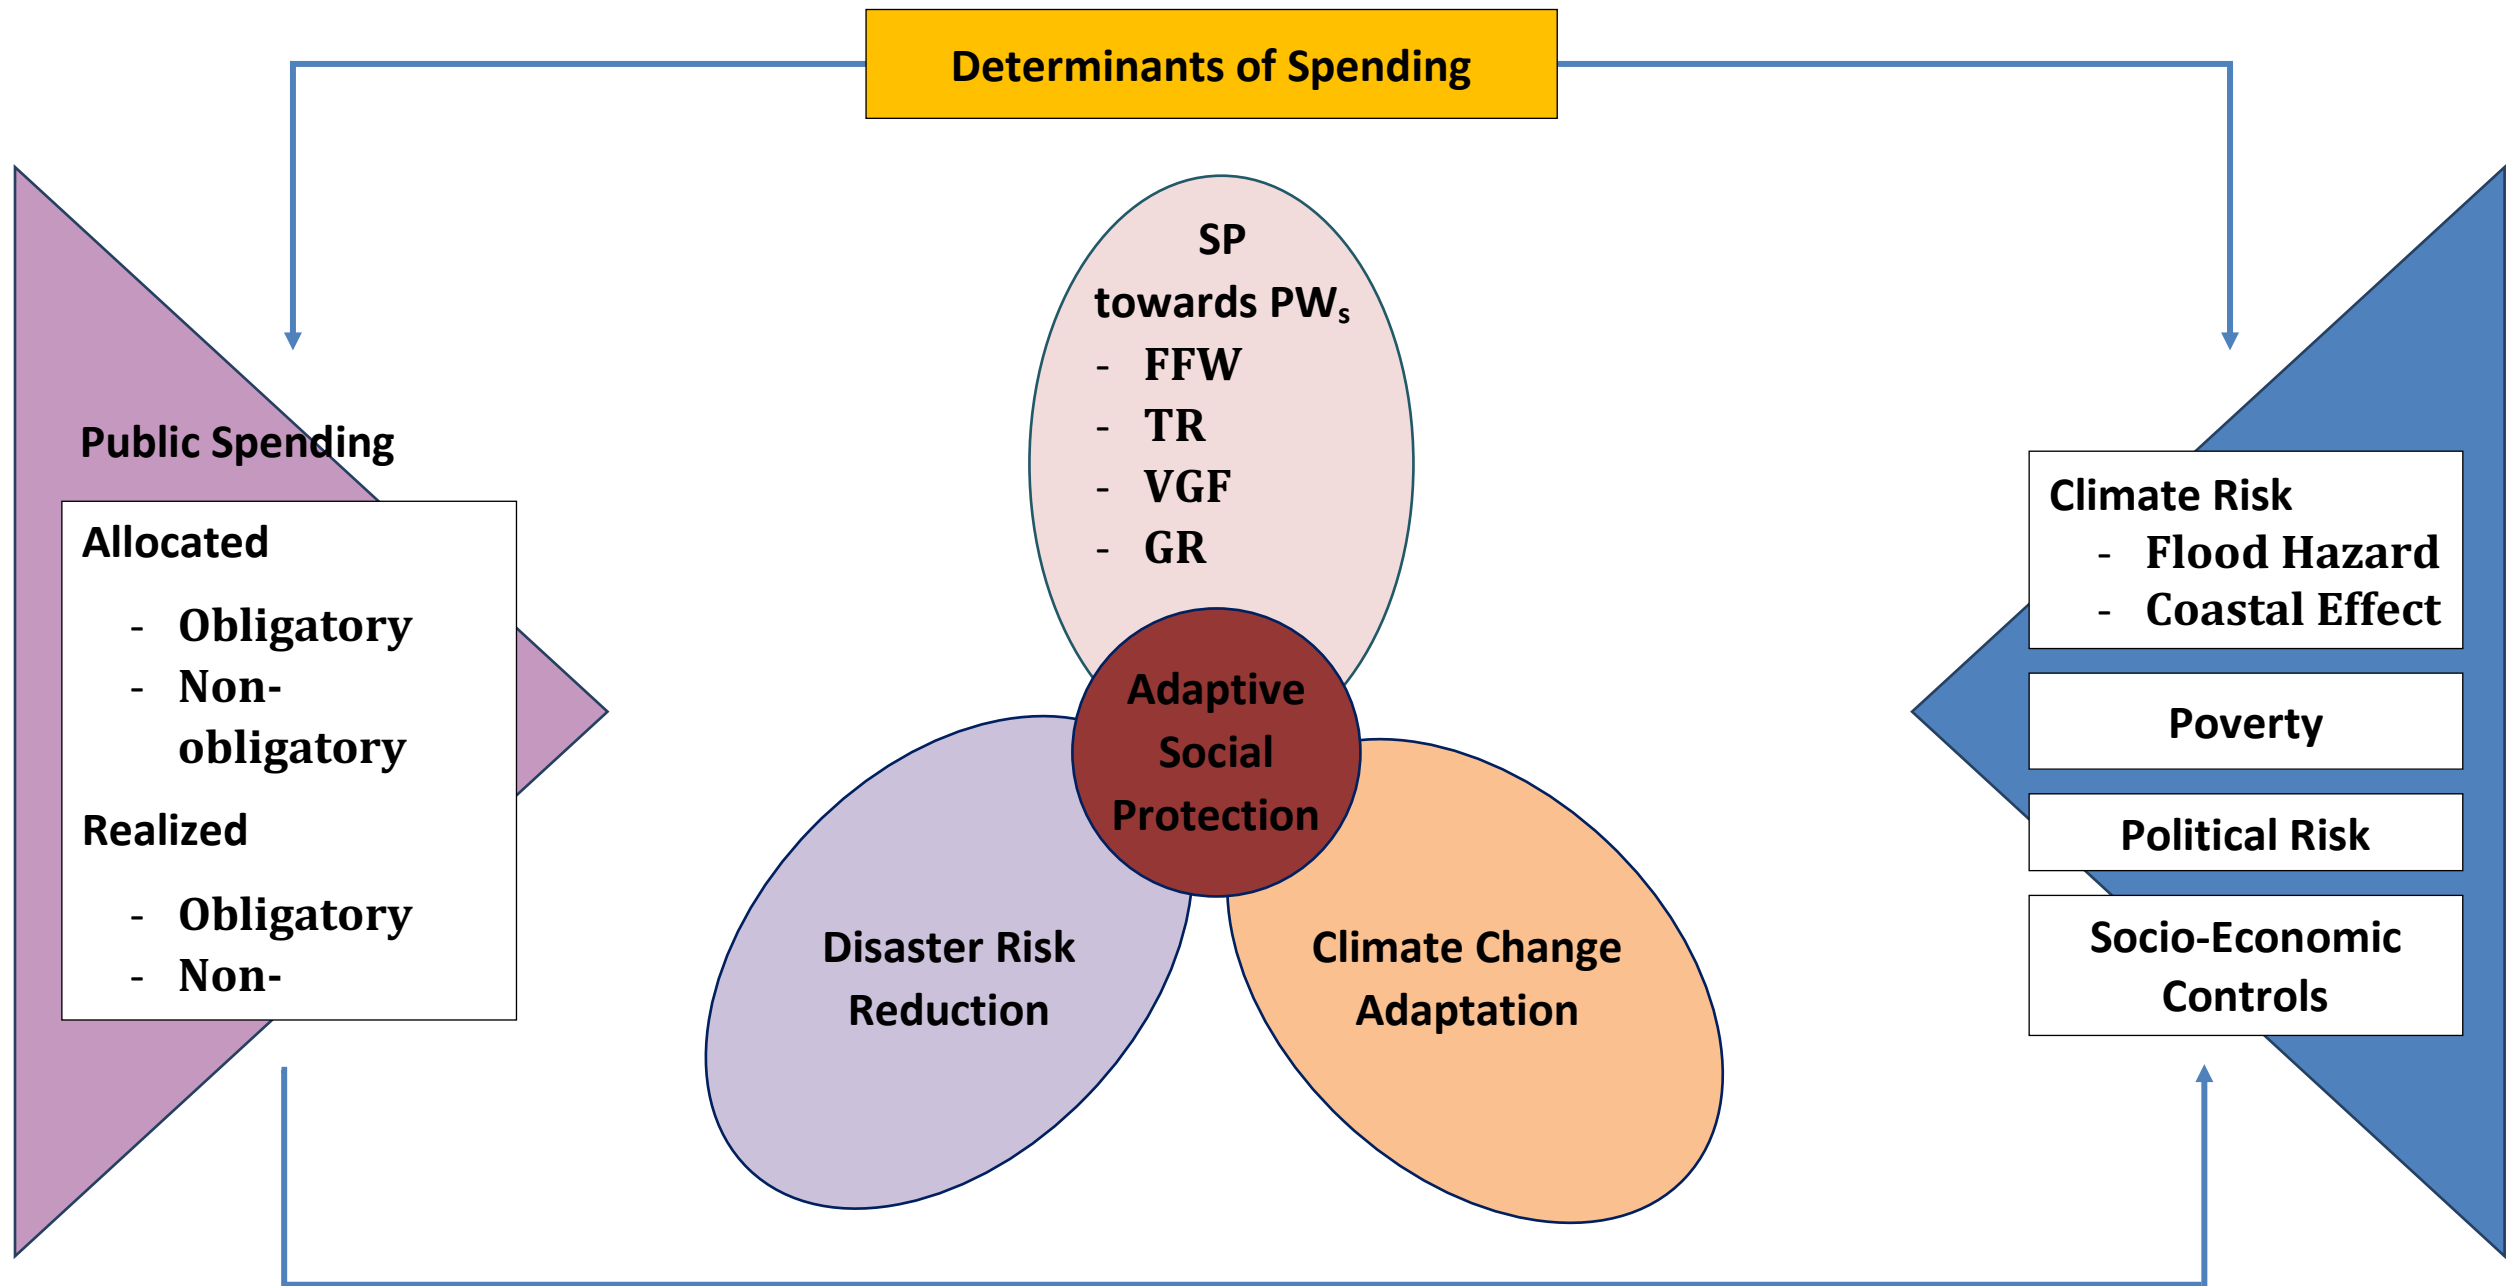 Determinants of Spending
Public Spending
Allocated
- Obligatory
- Non-
obligatory
Realized
- Obligatory
- Non-
SP
towards PWs
- FFW
- TR
- VGF
- GR
Adaptive
Social
Protection
Disaster Risk
Reduction
Climate Change
Adaptation
Climate Risk
- Flood Hazard
- Coastal Effect
Poverty
Political Risk
Socio-Economic
Controls